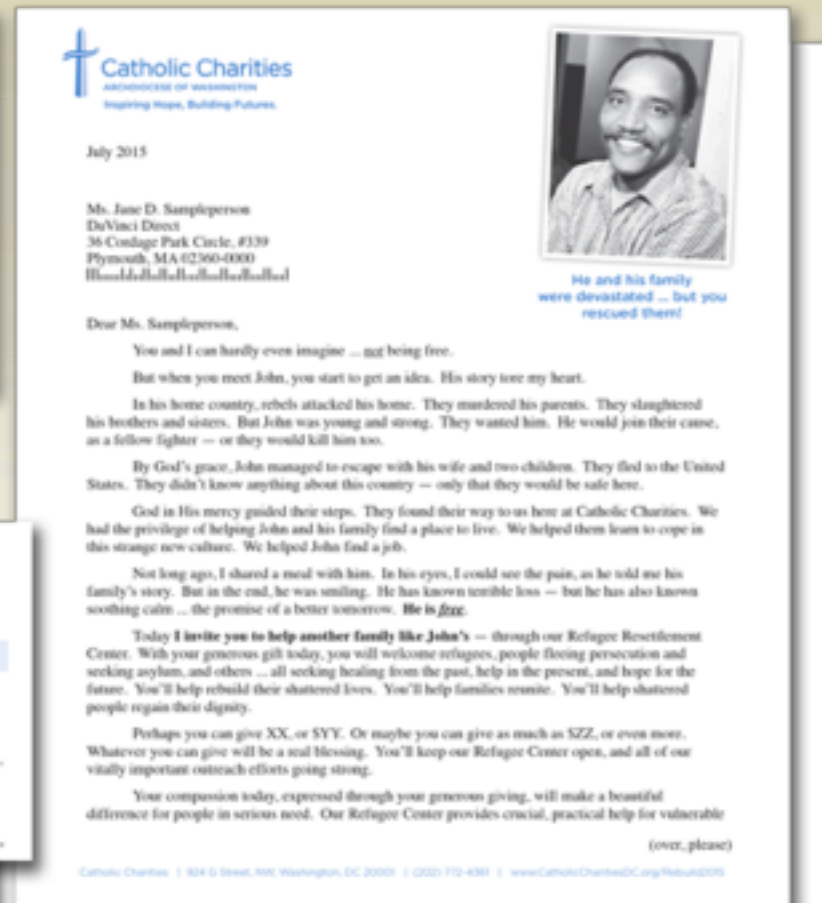 Catholic Charities
ARCHDIOCESE OF WASHINGTON
Inspiring Hope, Building Futures.
July 2015
Ms. Jane D. Sampleperson
DaVinci Direct
36 Cordage Park Circle, #339
Plymouth, MA 02360-0000
He and his family
were devastated ... but you
rescued them!
Dear Ms. Sampleperson,
You and I can hardly even imagine ... not being free.
But when you meet John, you start to get an idea. His story tore my heart.
In his home country, rebels attacked his home. They murdered his parents. They slaughtered
his brothers and sisters. But John was young and strong. They wanted him. He would join their cause,
as a fellow fighter — or they would kill him too.
By God's grace, John managed to escape with his wife and two children. They fled to the United
States. They didn't know anything about this country — only that they would be safe here.
God in His mercy guided their steps. They found their way to us here at Catholic Charities. We
had the privilege of helping John and his family find a place to live. We helped them learn to cope in
this strange new culture. We helped John find a job.
Not long ago, I shared a meal with him. In his eyes, I could see the pain, as he told me his
family's story. But in the end, he was smiling. He has known terrible loss — but he has also known
soothing calm ... the promise of a better tomorrow. He is free.
Today I invite you to help another family like John's — through our Refugee Resettlement
Center. With your generous gift today, you will welcome refugees, people fleeing persecution and
seeking asylum, and others ... all seeking healing from the past, help in the present, and hope for the
future. You'll help rebuild their shattered lives. You'll help families reunite. You'll help shattered
people regain their dignity.
Perhaps you can give XX, or $YY. Or maybe you can give as much as $ZZ, or even more.
Whatever you can give will be a real blessing. You'll keep our Refugee Center open, and all of our
vitally important outreach efforts going strong.
Your compassion today, expressed through your generous giving, will make a beautiful
difference for people in serious need. Our Refugee Center provides crucial, practical help for vulnerable
(over, please)
Catholic Charities | 924 G Street, NW, Washington, DC 20001 | (202) 772-4361 | www.CatholicCharitiesDC.org/Rebuild2015